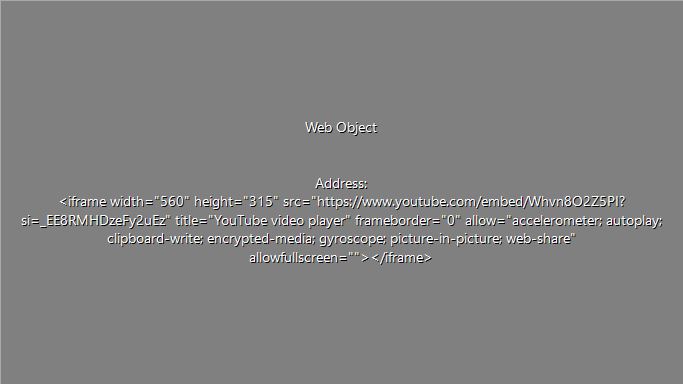 Web Object
Address:
<iframe width="560" height="315" src="https://www.youtube.com/embed/Whvn8O2Z5PI?
si=_EE8RMHDzeFy2uEz" title="YouTube video player" frameborder="0" allow="accelerometer; autoplay;
clipboard-write; encrypted-media; gyroscope; picture-in-picture; web-share"
allowfullscreen=""></iframe>